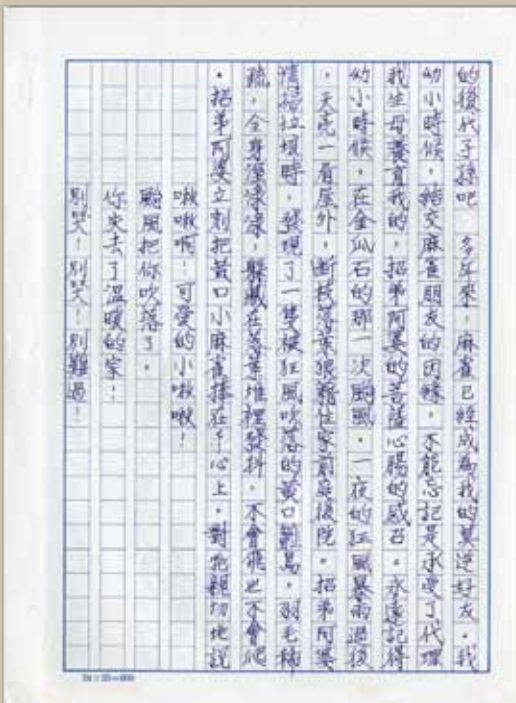 的後代子孫吧 多年來，麻雀已經成為我的莫逆好友。我
幼小時候，結交麻雀朋友的因緣，不能忘記是承受了代理
我生母養育我的，招弟阿婆的菩薩心腸的感召。永遠記得
幼小時候，在金瓜石的那一次颱風。一夜的狂風暴雨過後
，天亮一看屋外，斷枝落葉狼藉住家前庭後院。招弟阿婆
清掃垃圾時，發現了一隻被狂風吹落的黃口雛鳥，羽毛稀
疏，全身溼漉漉，躲藏在落葉堆裡發抖，不會飛也不會爬
。招弟阿婆立刻把黃口小麻雀捧在手心上，對牠親切地說
啾啾啊！可愛的小啾啾！
颱風把你吹落了。
你失去了溫暖的家！
別哭！別哭！別難過！
24×25=600